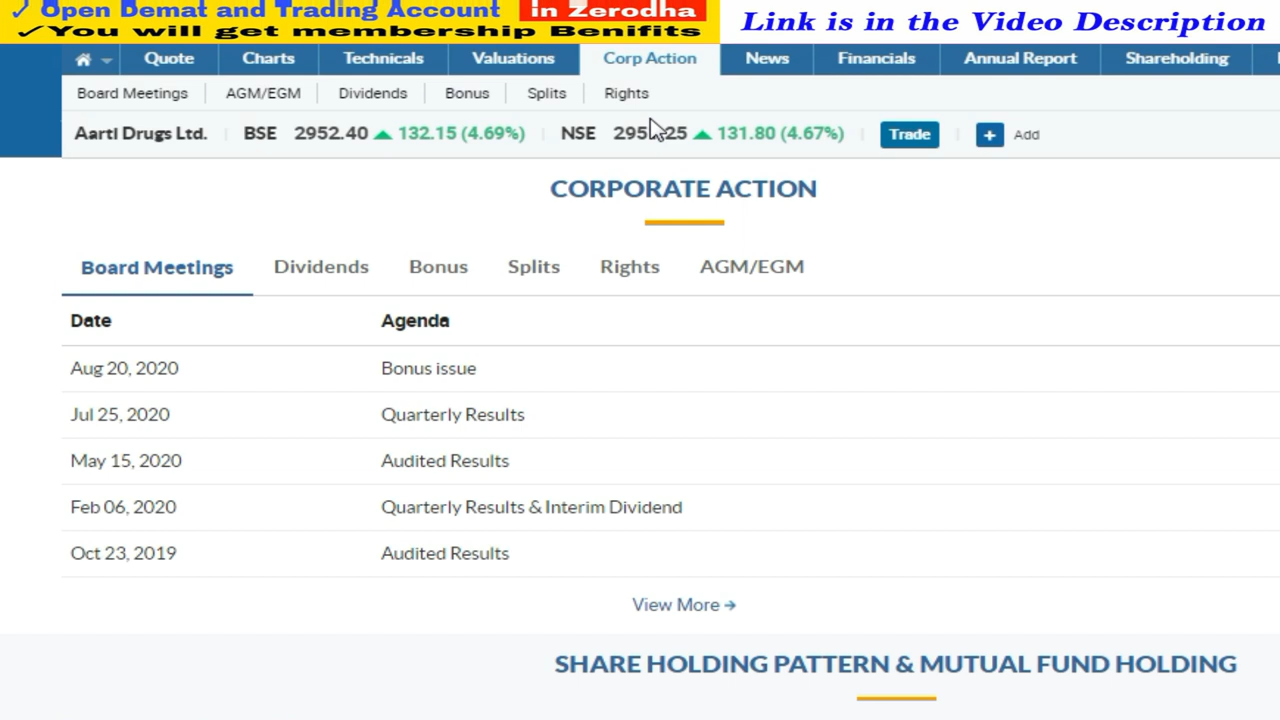 ✓ Open Demat and Trading Account In Zerodha
✓You will get membership Benifits
Link is in the Video Description
Quote Charts Technicals Valuations Corp Action News Financials Annual Report Shareholding
Board Meetings AGM/EGM Dividends Bonus Splits Rights
Aarti Drugs Ltd. BSE 2952.40 132.15 (4.69%) NSE 131.80 (4.67%) Trade + Add
CORPORATE ACTION
Board Meetings Dividends Bonus Splits Rights AGM/EGM
Date Agenda
Aug 20, 2020 Bonus issue
Jul 25, 2020 Quarterly Results
May 15, 2020 Audited Results
Feb 06, 2020 Quarterly Results & Interim Dividend
Oct 23, 2019 Audited Results
View More →
SHARE HOLDING PATTERN & MUTUAL FUND HOLDING